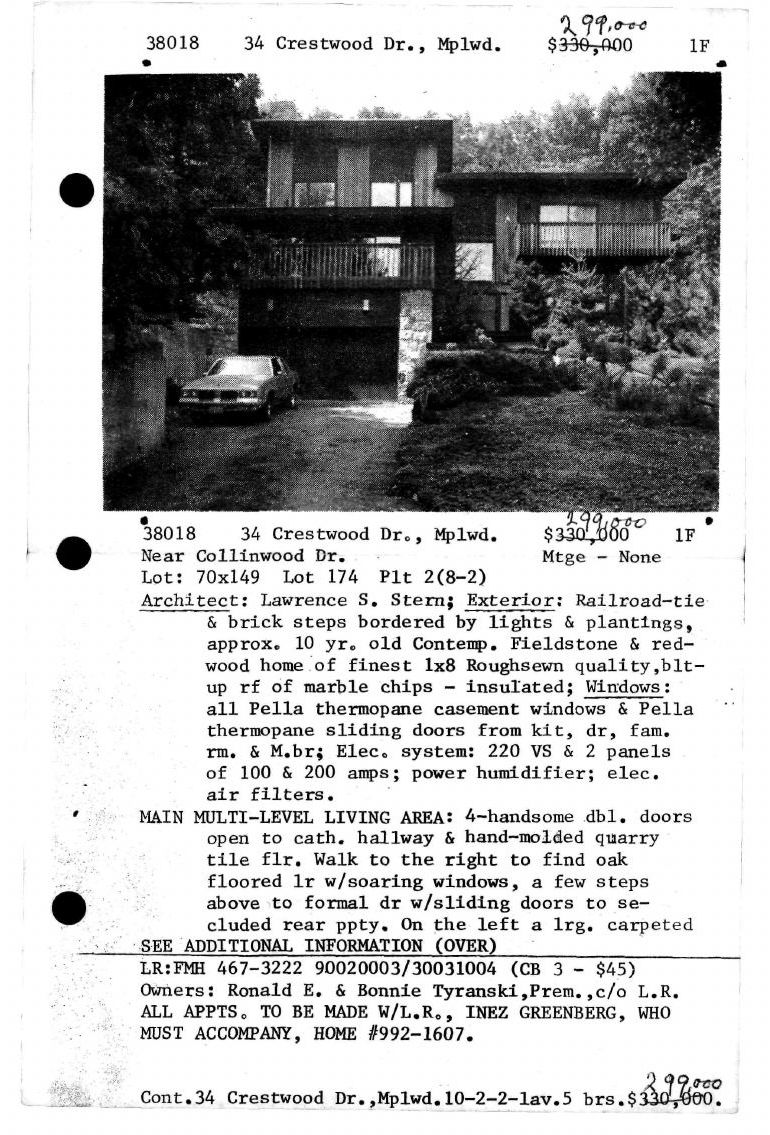 299,000
38018 34 Crestwood Dr., Mplwd. $330,000 1F
299,000
38018 34 Crestwood Dr., Mplwd. $330,000 1F
Near Collinwood Dr. Mtge - None
Lot: 70x149 Lot 174 Plt 2(8-2)
Architect: Lawrence S. Stern; Exterior: Railroad-tie
& brick steps bordered by lights & plantings,
approx. 10 yr. old Contemp. Fieldstone & red-
wood home of finest 1x8 Roughsewn quality,blt-
up rf of marble chips - insulated; Windows:
all Pella thermopane casement windows & Pella
thermopane sliding doors from kit, dr, fam.
rm. & M.br; Elec. system: 220 VS & 2 panels
of 100 & 200 amps; power humidifier; elec.
air filters.
MAIN MULTI-LEVEL LIVING AREA: 4-handsome dbl. doors
open to cath. hallway & hand-molded quarry
tile flr. Walk to the right to find oak
floored lr w/soaring windows, a few steps
above to formal dr w/sliding doors to se-
cluded rear ppty. On the left a lrg. carpeted
SEE ADDITIONAL INFORMATION (OVER)
LR:FMH 467-3222 90020003/30031004 (CB 3 - $45)
Owners: Ronald E. & Bonnie Tyranski,Prem.,c/o L.R.
ALL APPTS. TO BE MADE W/L.R., INEZ GREENBERG, WHO
MUST ACCOMPANY, HOME #992-1607.
299,000
Cont.34 Crestwood Dr.,Mplwd.10-2-2-1av.5 brs.$330,000.